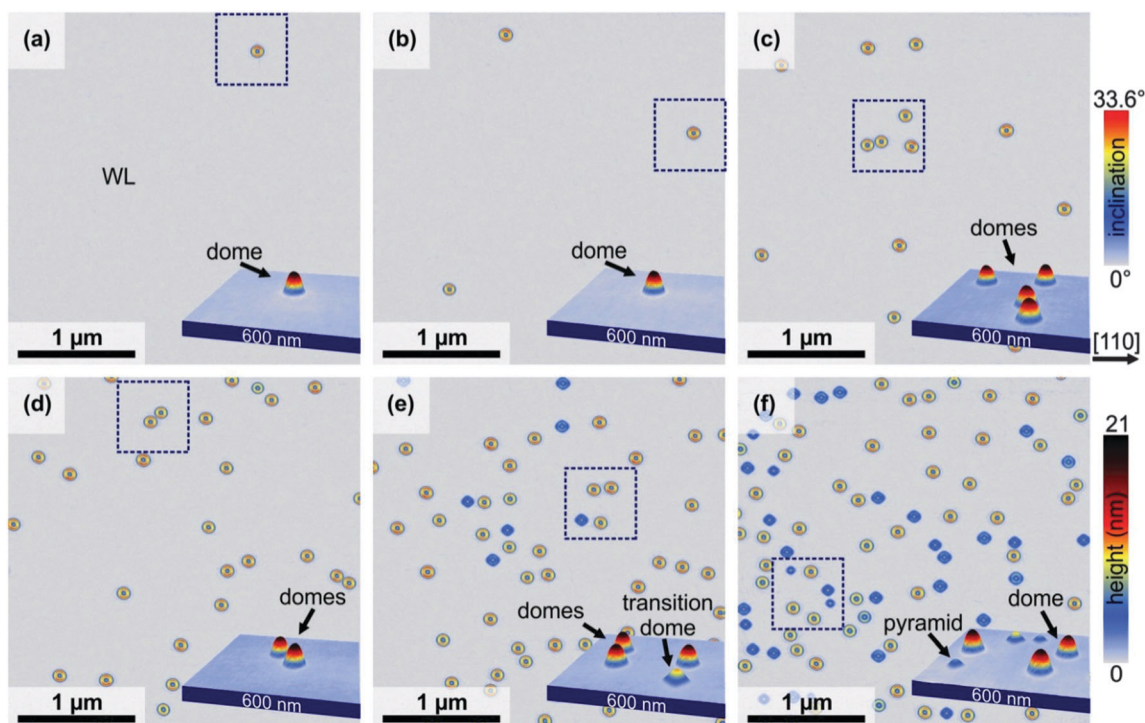 (a)
WL
dome
600 nm
1 µm
(b)
dome
600 nm
1 µm
(c)
domes
600 nm
1 µm
33.6°
inclination
0°
[110]
(d)
domes
600 nm
1 µm
(e)
domes
transition
dome
600 nm
1 µm
(f)
pyramid
dome
600 nm
1 µm
21
height (nm)
0